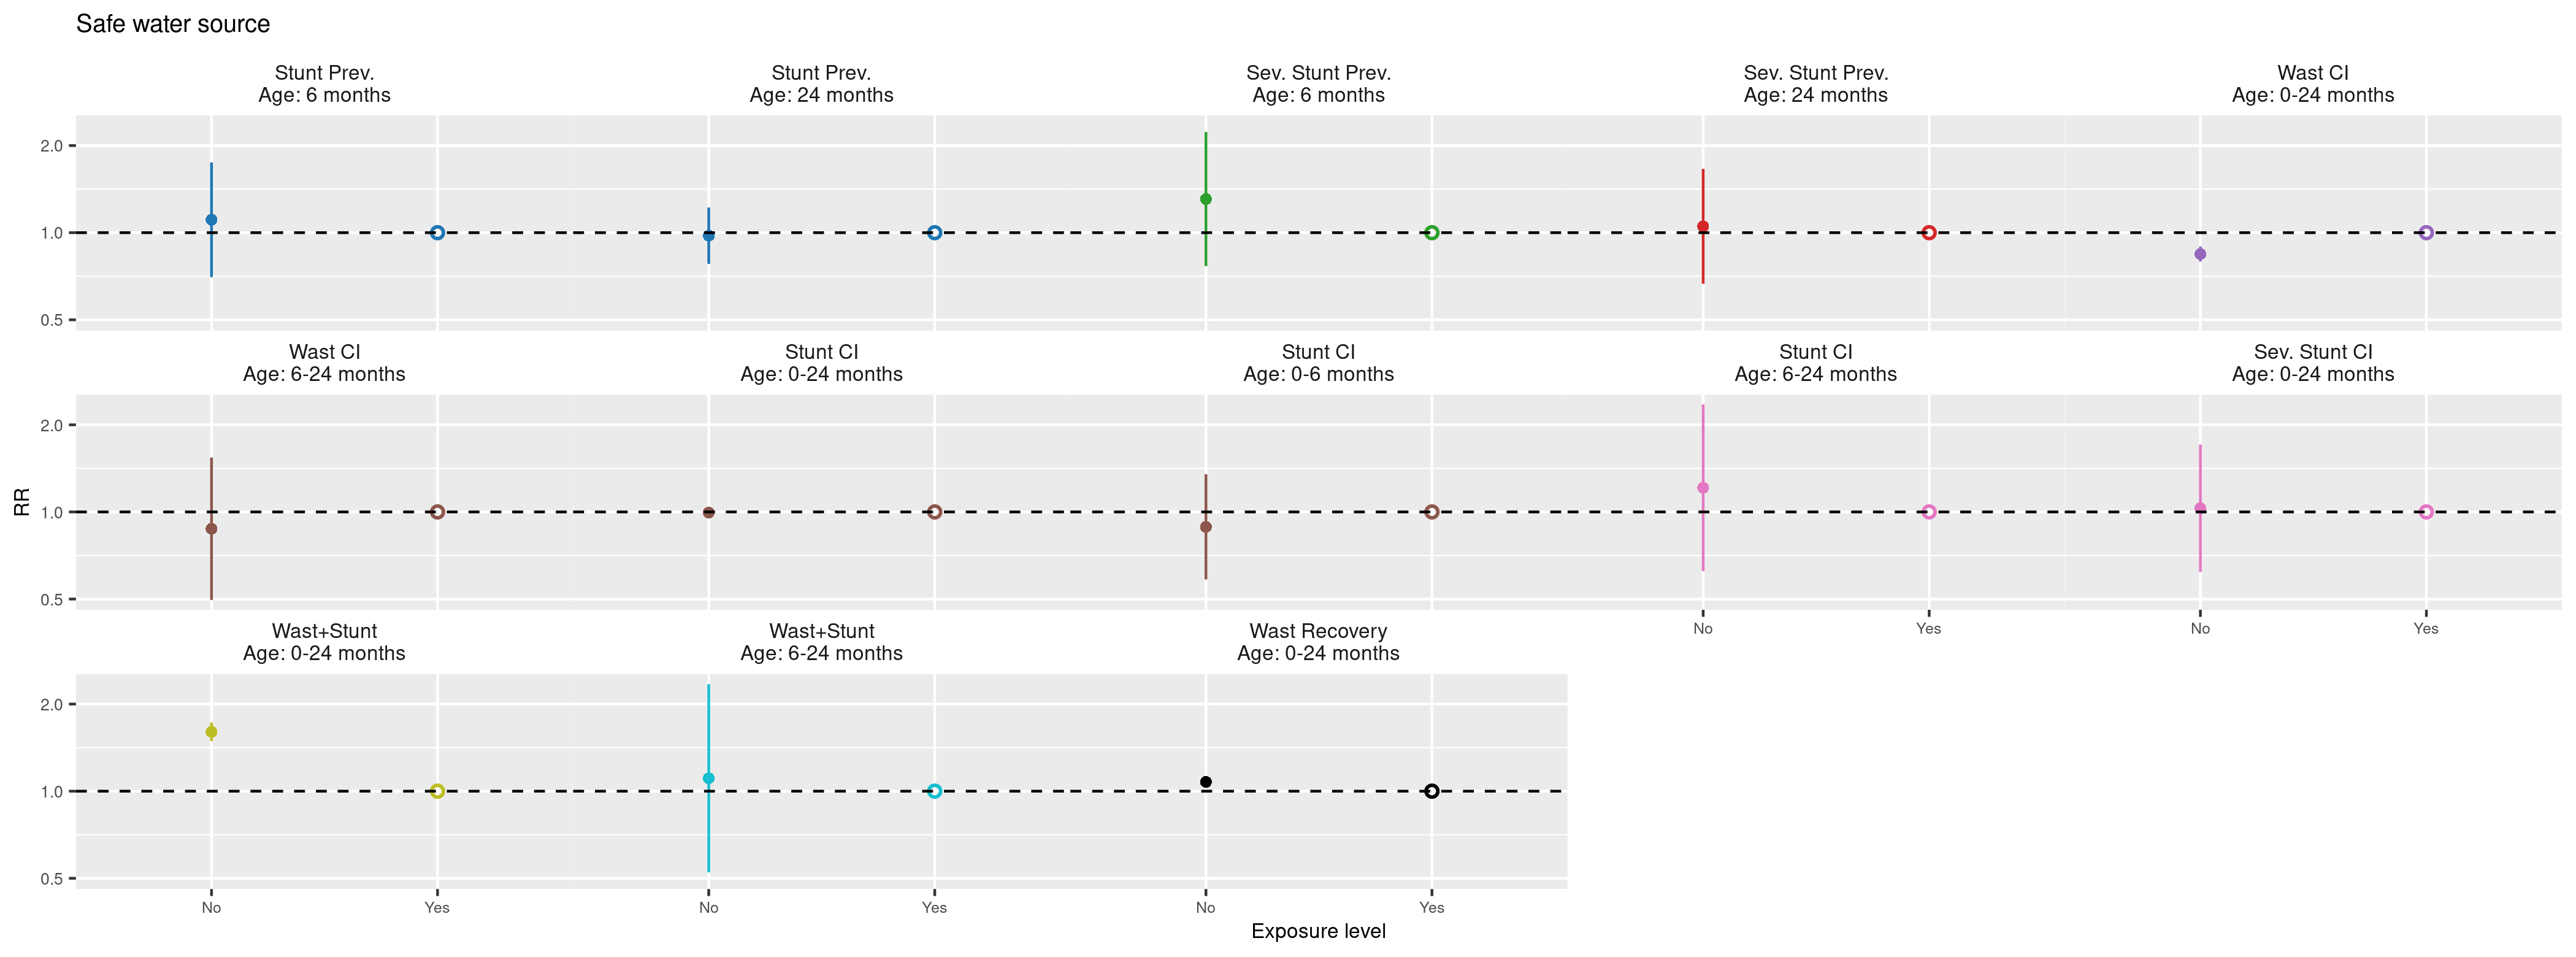 Safe water source
Stunt Prev.
Age: 6 months
Stunt Prev.
Age: 24 months
Sev. Stunt Prev.
Age: 6 months
Sev. Stunt Prev.
Age: 24 months
Wast CI
Age: 0-24 months
2.0
1.0
0.5
Wast CI
Age: 6-24 months
Stunt CI
Age: 0-24 months
Stunt CI
Age: 0-6 months
Stunt CI
Age: 6-24 months
Sev. Stunt CI
Age: 0-24 months
2.0
1.0
0.5
RR
No
Yes
No
Yes
Wast+Stunt
Age: 0-24 months
Wast+Stunt
Age: 6-24 months
Wast Recovery
Age: 0-24 months
2.0
1.0
0.5
No
Yes
No
Yes
No
Yes
Exposure level